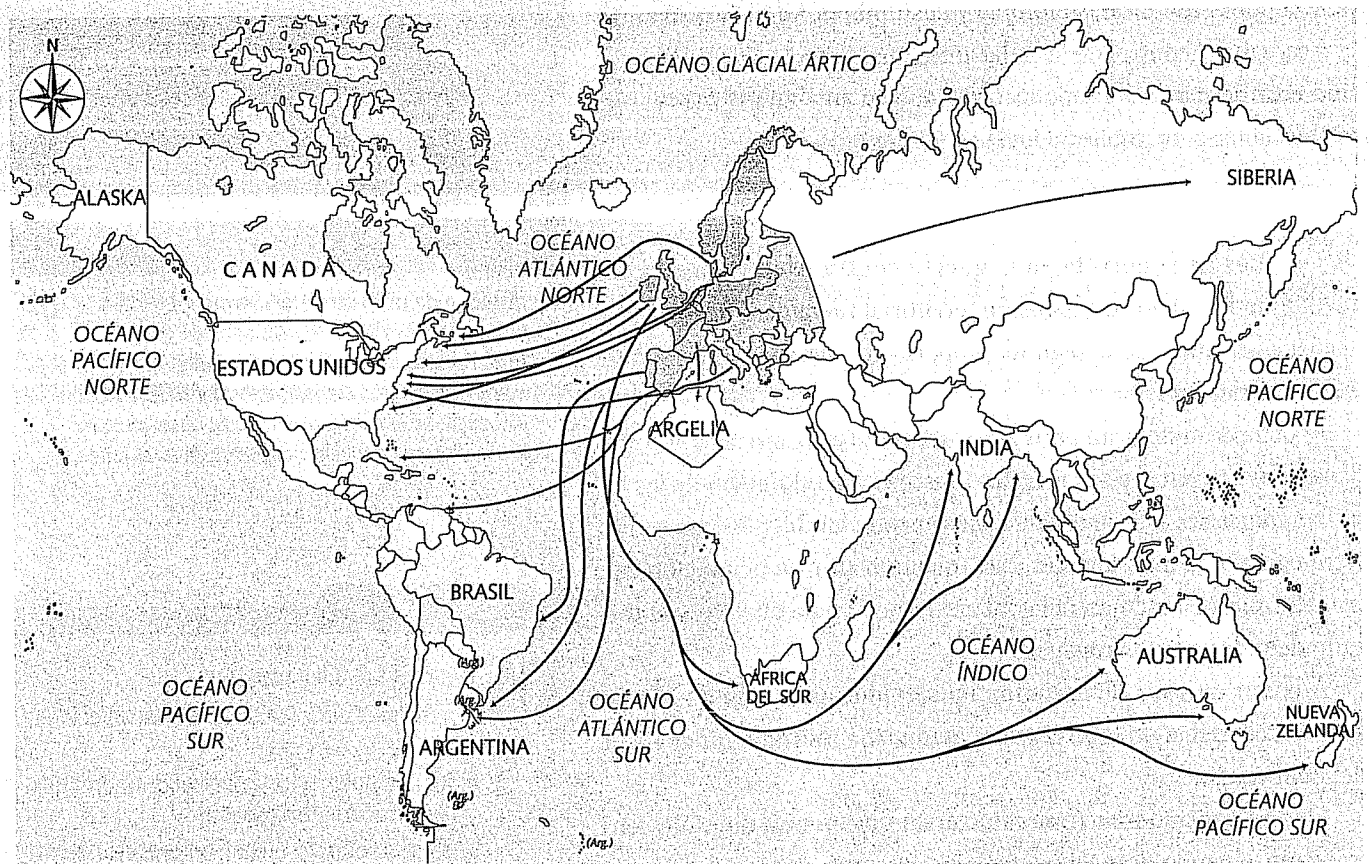 N
OCÉANO GLACIAL ÁRTICO
SIBERIA
ALASKA
CANADA
OCÉANO
ATLÁNTICO
NORTE
OCÉANO
PACÍFICO
NORTE
ESTADOS UNIDOS
OCÉANO
PACÍFICO
NORTE
ARGELIA
INDIA
BRASIL
OCÉANO
ÍNDICO
AUSTRALIA
(Arg.)
ÁFRICA
DEL SUR
OCÉANO
PACÍFICO
SUR
(Arg.)
OCÉANO
ATLÁNTICO
SUR
NUEVA
ZELANDA
ARGENTINA
OCÉANO
PACÍFICO SUR
(Arg.)
(Arg.)